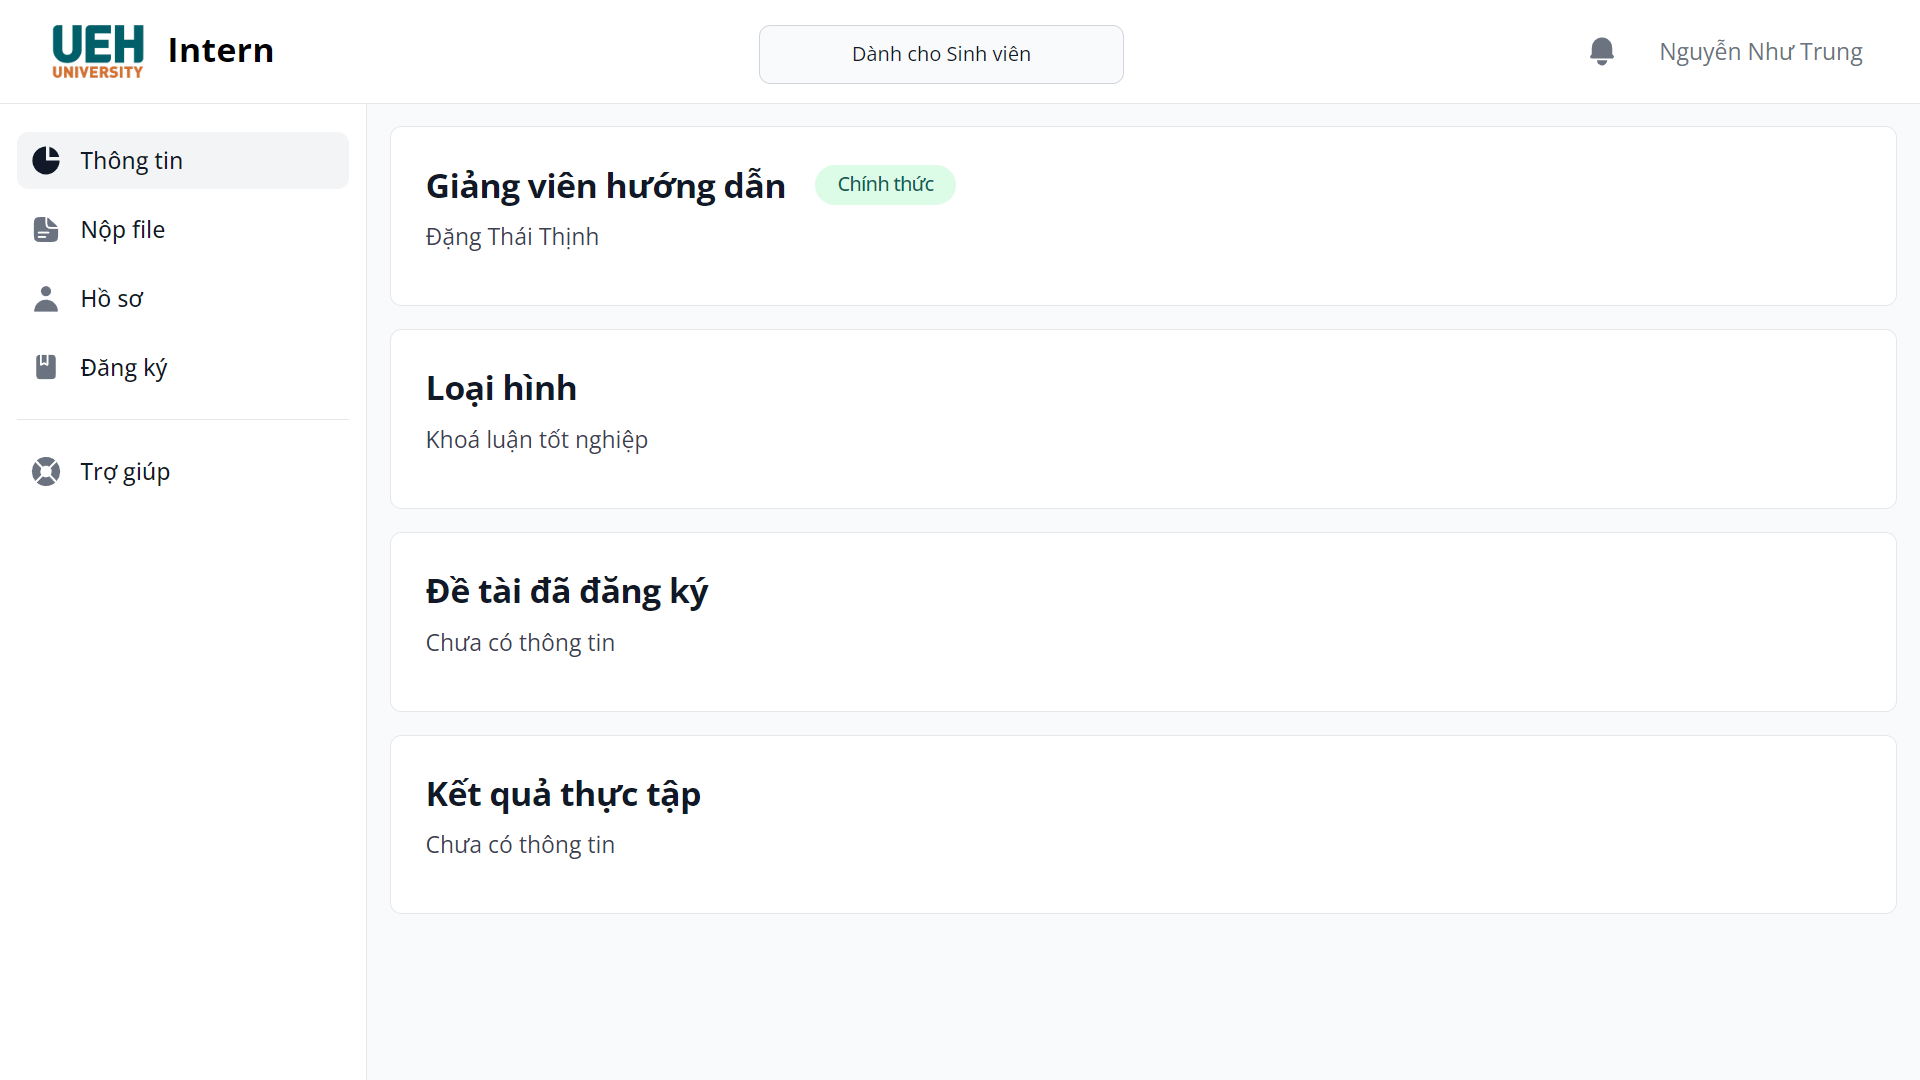 UEH
UNIVERSITY
Intern
Dành cho Sinh viên
Nguyễn Như Trung
Thông tin
Nộp file
Hồ sơ
Đăng ký
Trợ giúp
Giảng viên hướng dẫn
Chính thức
Đặng Thái Thịnh
Loại hình
Khoá luận tốt nghiệp
Đề tài đã đăng ký
Chưa có thông tin
Kết quả thực tập
Chưa có thông tin